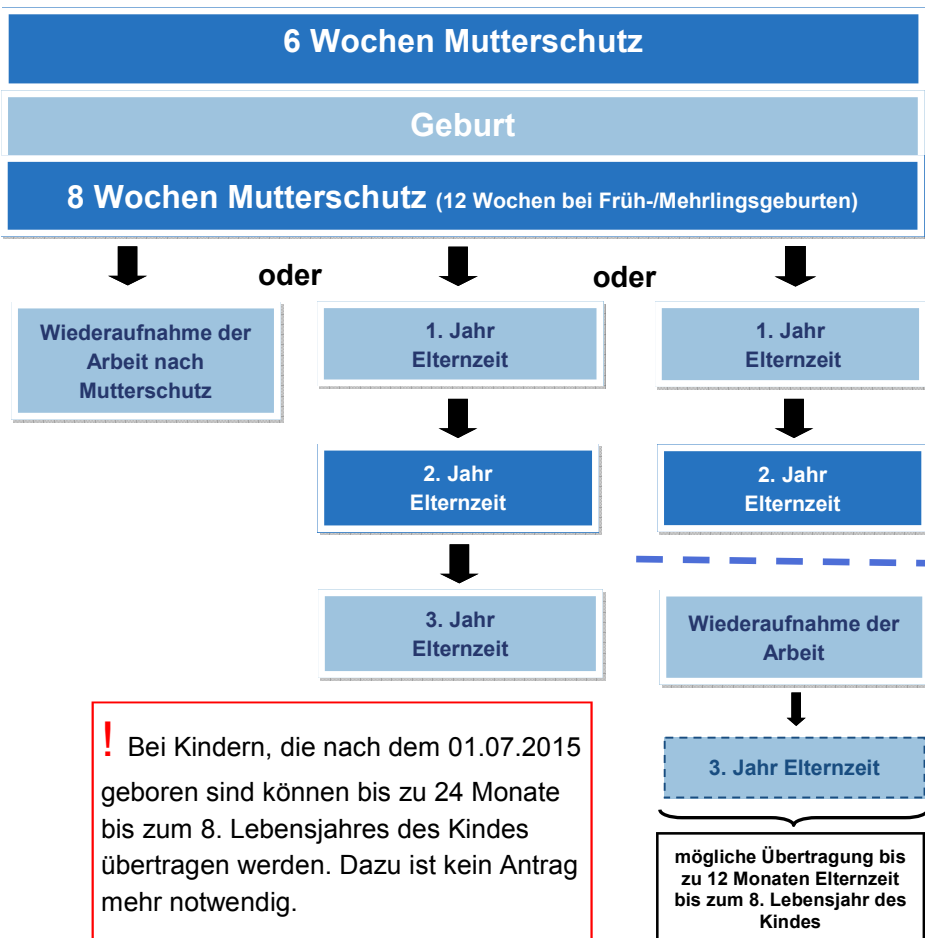 6 Wochen Mutterschutz
Geburt
8 Wochen Mutterschutz (12 Wochen bei Früh-/Mehrlingsgeburten)
oder
oder
Wiederaufnahme der
Arbeit nach
Mutterschutz
1. Jahr
Elternzeit
1. Jahr
Elternzeit
2. Jahr
Elternzeit
2. Jahr
Elternzeit
3. Jahr
Elternzeit
Wiederaufnahme der
Arbeit
3. Jahr Elternzeit
mögliche Übertragung bis
zu 12 Monaten Elternzeit
bis zum 8. Lebensjahr des
Kindes
! Bei Kindern, die nach dem 01.07.2015
geboren sind können bis zu 24 Monate
bis zum 8. Lebensjahres des Kindes
übertragen werden. Dazu ist kein Antrag
mehr notwendig.